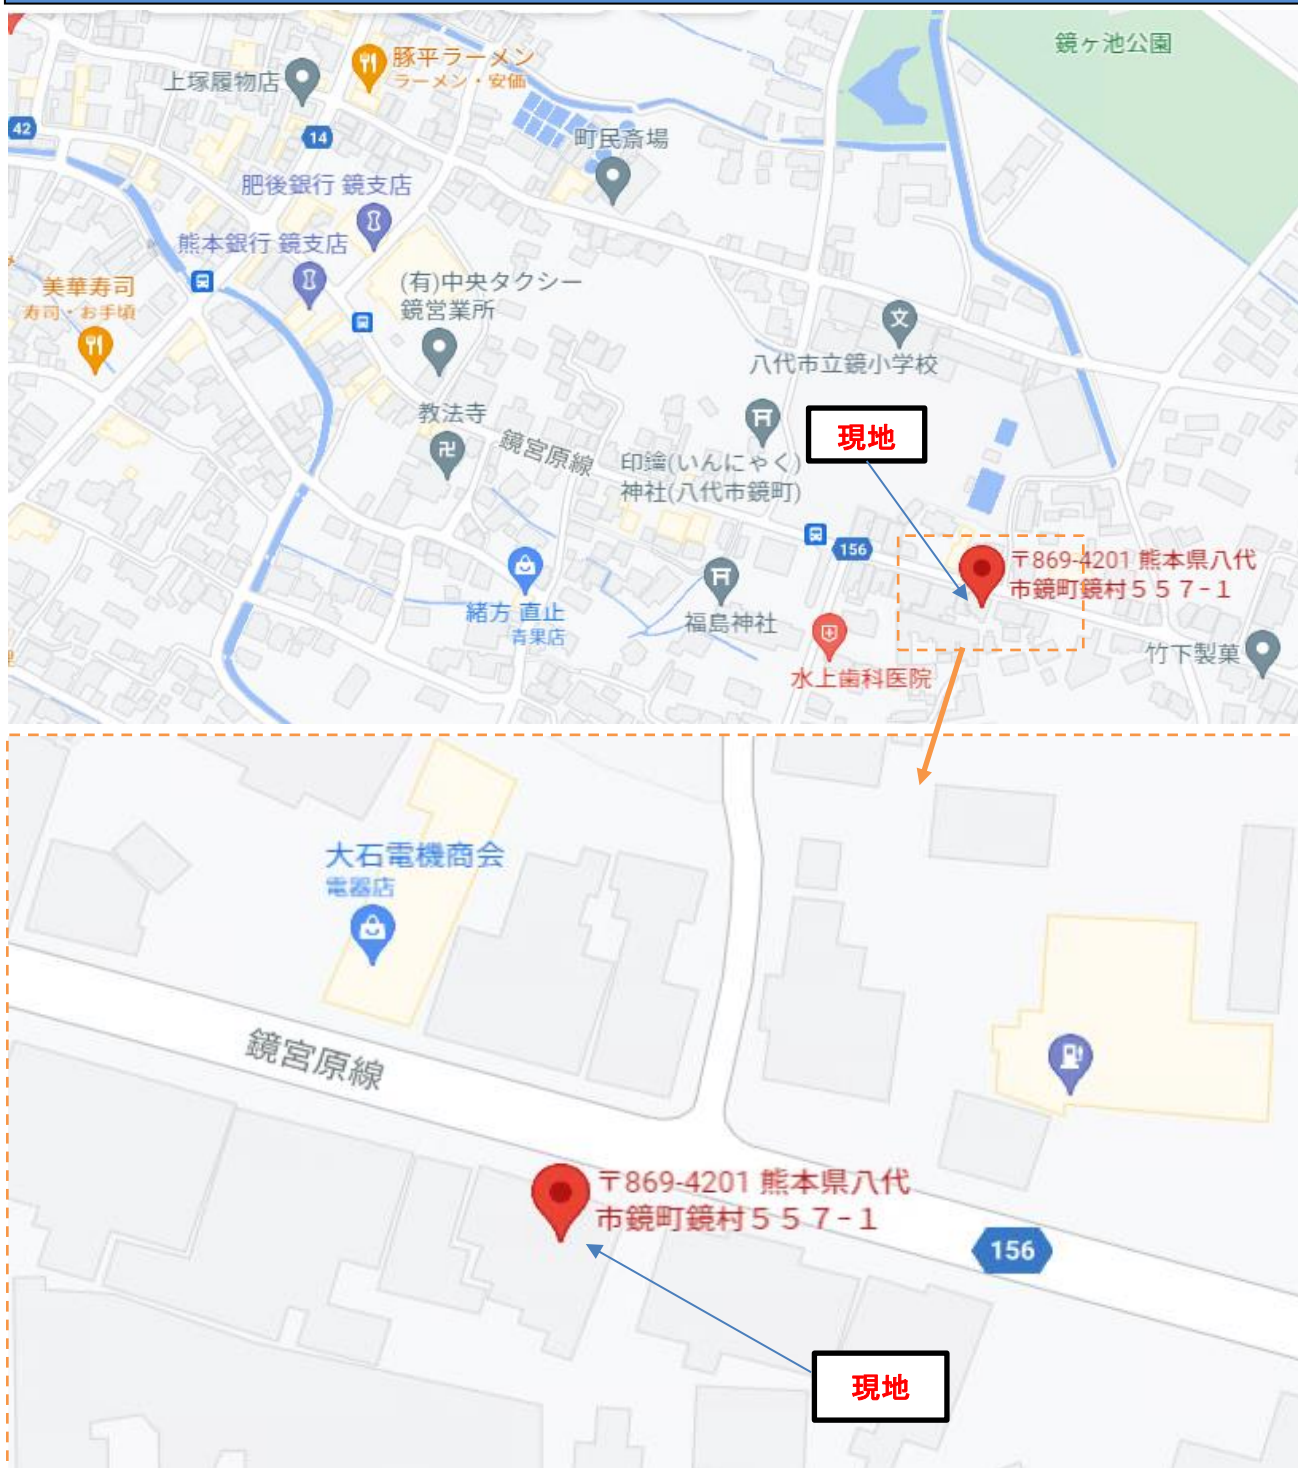 鏡ヶ池公園
豚平ラーメン
ラーメン・安価
上塚履物店
42
14
町民斎場
肥後銀行 鏡支店
熊本銀行 鏡支店
美華寿司
寿司・お手頃
(有)中央タクシー
鏡営業所
八代市立鏡小学校
教法寺
鏡宮原線
現地
印鑰(いんにゃく)
神社(八代市鏡町)
156
〒869-4201 熊本県八代
市鏡町鏡村５５７−１
緒方 直止
青果店
福島神社
水上歯科医院
竹下製菓
大石電機商会
電器店
鏡宮原線
〒869-4201 熊本県八代
市鏡町鏡村５５７−１
156
現地